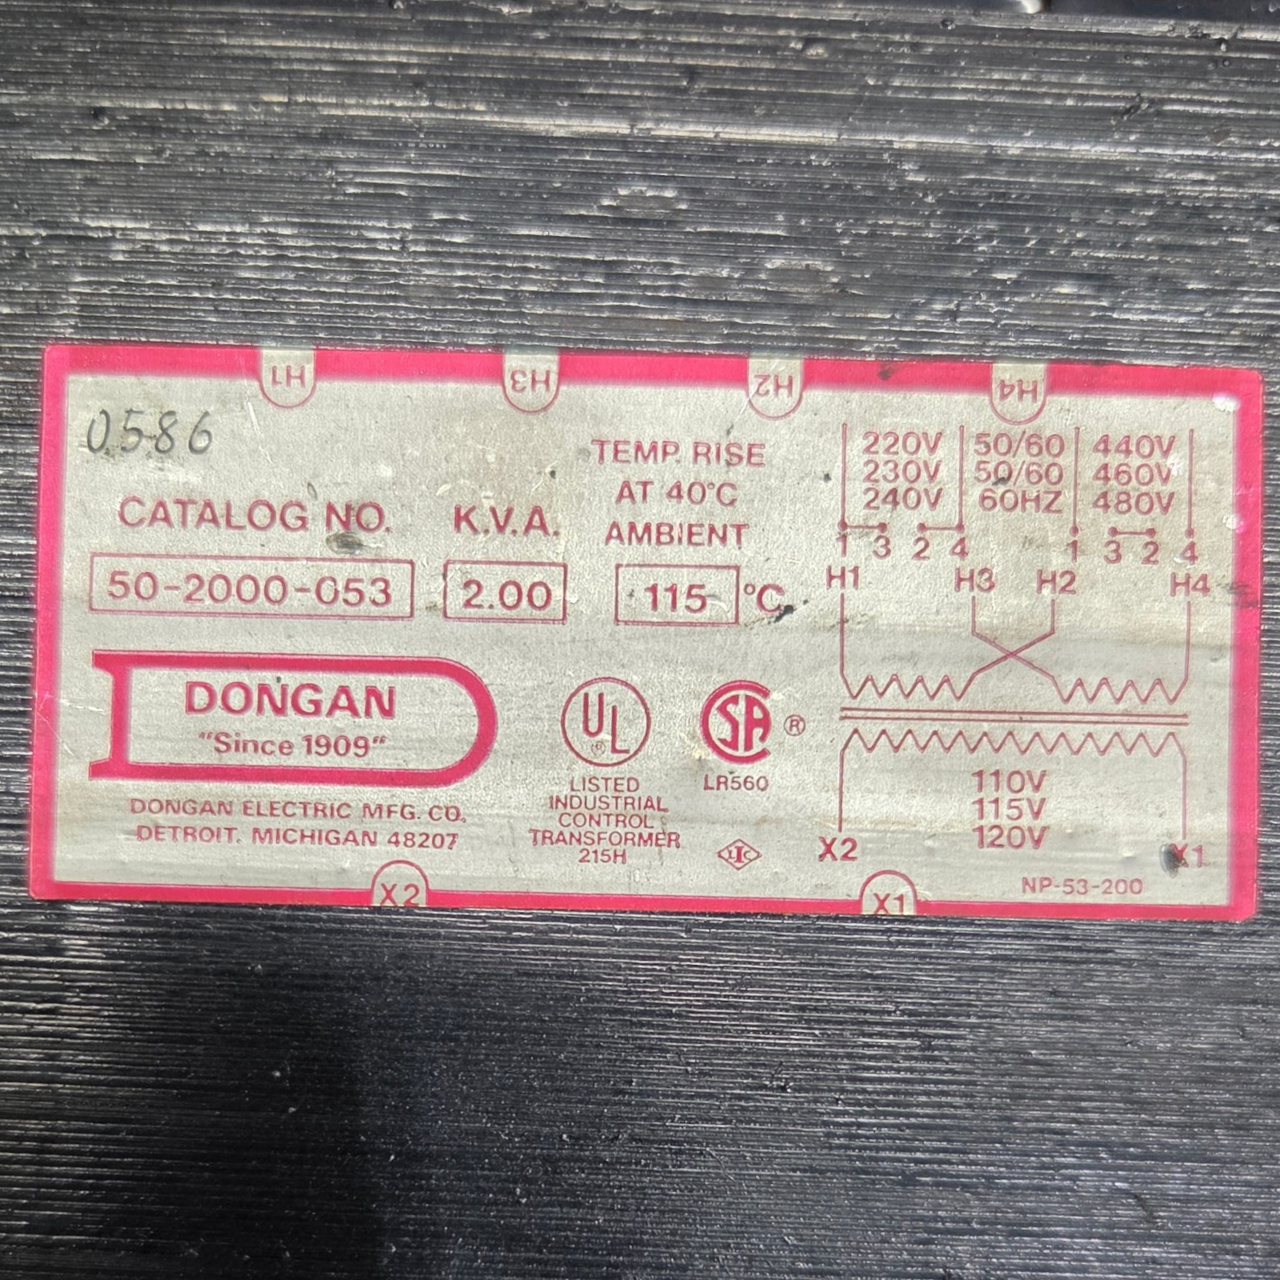 H1 H3 H2 H4
0586
CATALOG NO.
50-2000-053
K.V.A.
2.00
TEMP. RISE
AT 40°C
AMBIENT
115 °C
220V 50/60 440V
230V 50/60 460V
240V 60HZ 480V
1 3 2 4 1 3 2 4
H1 H3 H2 H4
DONGAN
"Since 1909"
DONGAN ELECTRIC MFG. CO.
DETROIT, MICHIGAN 48207
UL ®
LISTED
INDUSTRIAL
CONTROL
TRANSFORMER
215H
SA ®
LR560
IIC
110V
115V
120V
X2 X1
NP-53-200
X2 X1